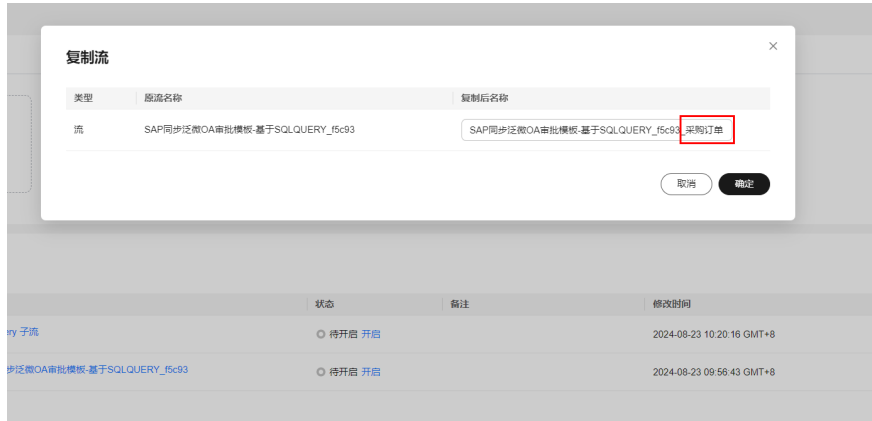 复制流
类型 原流名称 复制后名称
流 SAP同步泛微OA审批模板-基于SQLQUERY_f5c93 SAP同步泛微OA审批模板-基于SQLQUERY_f5c93_采购订单
取消 确定
状态 备注 修改时间
ery 子流 待开启 开启 2024-08-23 10:20:16 GMT+8
步泛微OA审批模板-基于SQLQUERY_f5c93 待开启 开启 2024-08-23 09:56:43 GMT+8